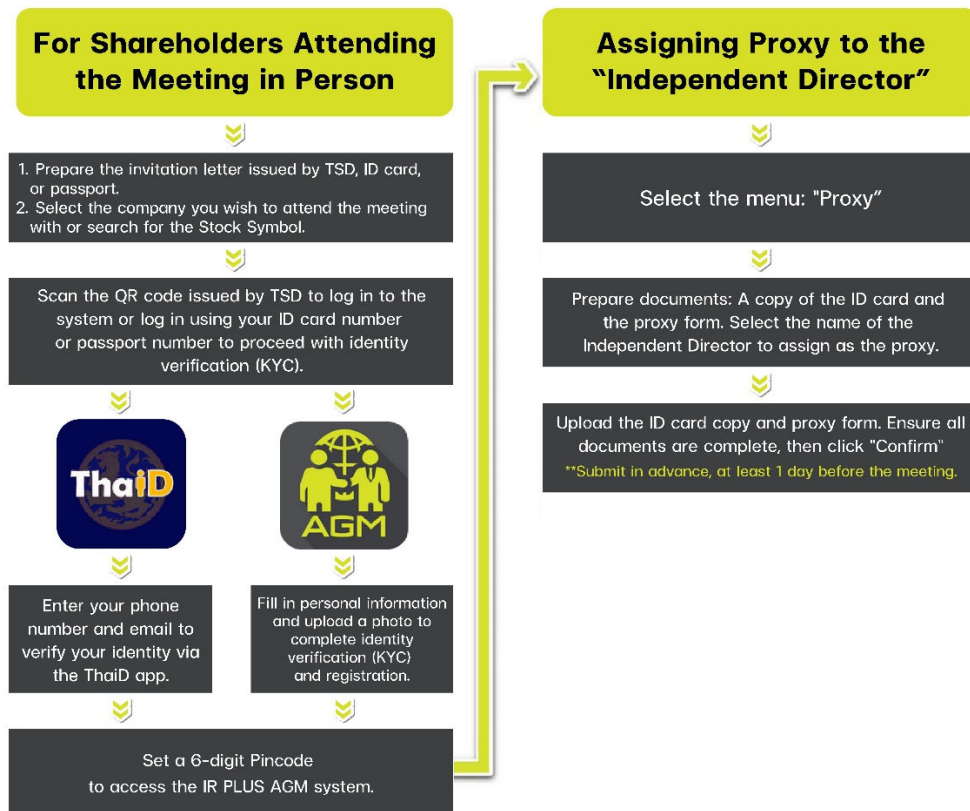 For Shareholders Attending
the Meeting in Person
1. Prepare the invitation letter issued by TSD, ID card,
or passport.
2. Select the company you wish to attend the meeting
with or search for the Stock Symbol.
Scan the QR code issued by TSD to log in to the
system or log in using your ID card number
or passport number to proceed with identity
verification (KYC).
ThaiD
AGM
Enter your phone
number and email to
verify your identity via
the ThaiD app.
Fill in personal information
and upload a photo to
complete identity
verification (KYC)
and registration.
Set a 6-digit Pincode
to access the IR PLUS AGM system.
Assigning Proxy to the
"Independent Director"
Select the menu: "Proxy"
Prepare documents: A copy of the ID card and
the proxy form. Select the name of the
Independent Director to assign as the proxy.
Upload the ID card copy and proxy form. Ensure all
documents are complete, then click "Confirm"
**Submit in advance, at least 1 day before the meeting.